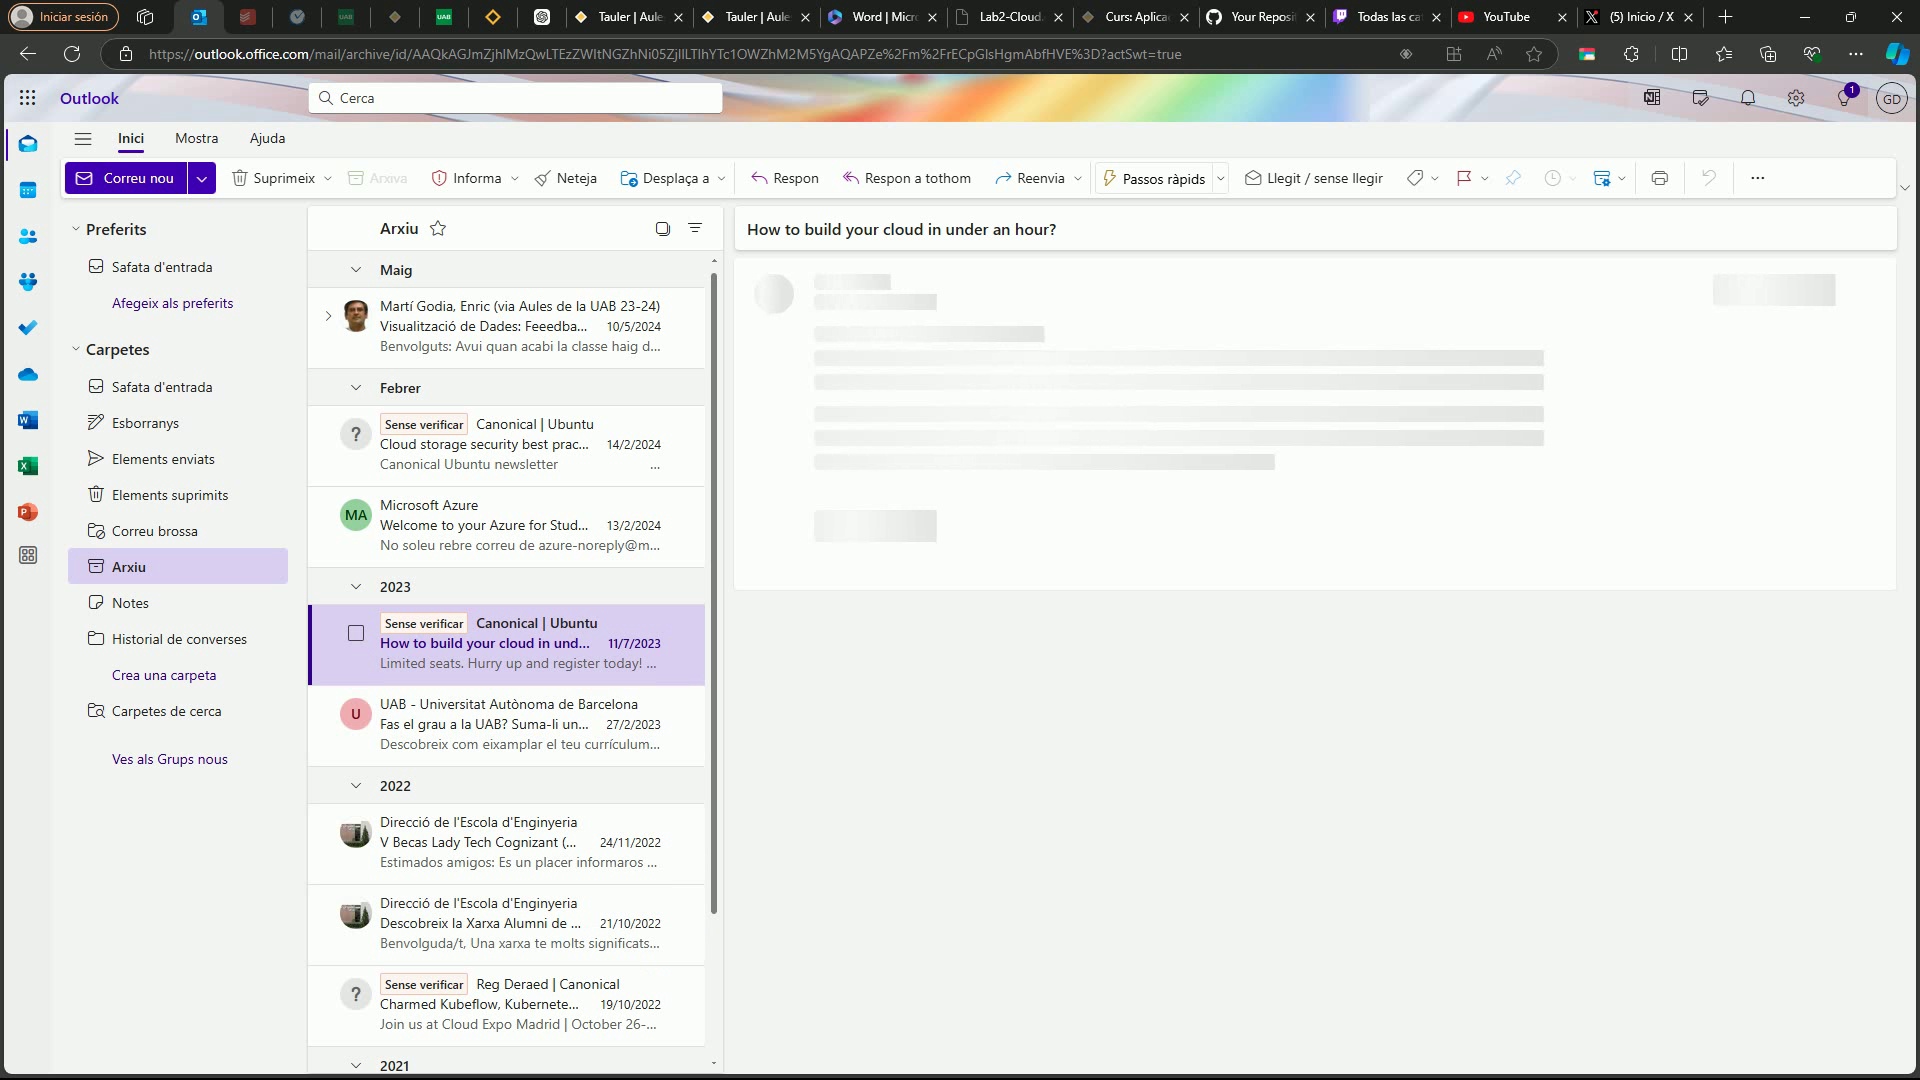 Iniciar sesión
Tauler | Aule
Tauler | Aule
Word | Micr
Lab2-Cloud
Curs: Aplica
Your Reposi
Todas las ca
YouTube
(5) Inicio / X
https://outlook.office.com/mail/archive/id/AAQkAGJmZjhlMzQwLTEzZWItNGZhNi05ZjllLTlhYTc1OWZhM2M5YgAQAPZe%2Fm%2FrECpGlsHgmAbfHVE%3D?actSwt=true
Outlook
Cerca
1
GD
Inici
Mostra
Ajuda
Correu nou
Suprimeix
Arxiva
Informa
Neteja
Desplaça a
Respon
Respon a tothom
Reenvia
Passos ràpids
Llegit / sense llegir
Preferits
Safata d'entrada
Afegeix als preferits
Carpetes
Safata d'entrada
Esborranys
Elements enviats
Elements suprimits
Correu brossa
Arxiu
Notes
Historial de converses
Crea una carpeta
Carpetes de cerca
Ves als Grups nous
Arxiu
Maig
Martí Godia, Enric (via Aules de la UAB 23-24)
Visualització de Dades: Feeedba... 10/5/2024
Benvolguts: Avui quan acabi la classe haig d...
Febrer
?
Sense verificar Canonical | Ubuntu
Cloud storage security best prac... 14/2/2024
Canonical Ubuntu newsletter ...
MA
Microsoft Azure
Welcome to your Azure for Stud... 13/2/2024
No soleu rebre correu de azure-noreply@m...
2023
Sense verificar Canonical | Ubuntu
How to build your cloud in und... 11/7/2023
Limited seats. Hurry up and register today! ...
U
UAB - Universitat Autònoma de Barcelona
Fas el grau a la UAB? Suma-li un... 27/2/2023
Descobreix com eixamplar el teu currículum...
2022
Direcció de l'Escola d'Enginyeria
V Becas Lady Tech Cognizant (... 24/11/2022
Estimados amigos: Es un placer informaros ...
Direcció de l'Escola d'Enginyeria
Descobreix la Xarxa Alumni de ... 21/10/2022
Benvolguda/t, Una xarxa te molts significats...
?
Sense verificar Reg Deraed | Canonical
Charmed Kubeflow, Kubernete... 19/10/2022
Join us at Cloud Expo Madrid | October 26-...
2021
How to build your cloud in under an hour?